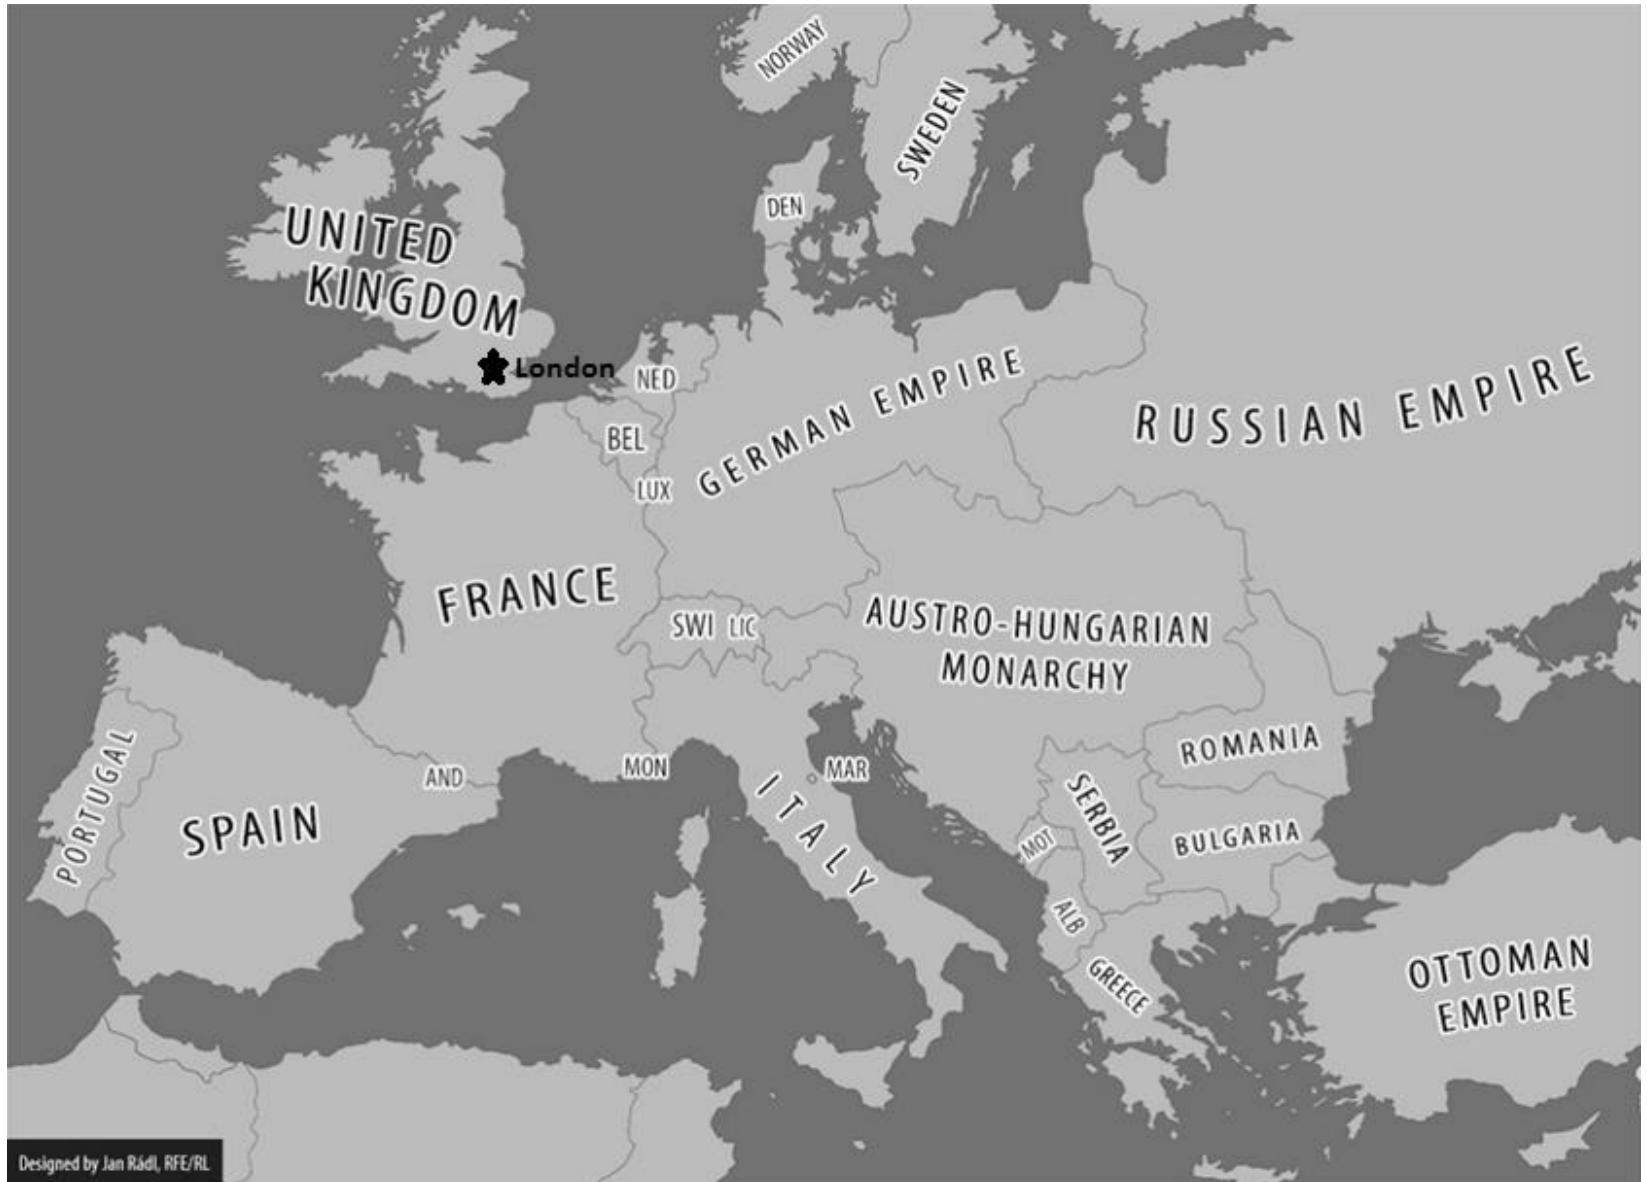 NORWAY
SWEDEN
DEN
UNITED
KINGDOM
London
NED
BEL
LUX
GERMAN EMPIRE
RUSSIAN EMPIRE
FRANCE
SWI
LIC
AUSTRO-HUNGARIAN
MONARCHY
PORTUGAL
SPAIN
AND
MON
MAR
ITALY
ROMANIA
SERBIA
BULGARIA
MOT
ALB
GREECE
OTTOMAN
EMPIRE
Designed by Jan Rádl, RFE/RL